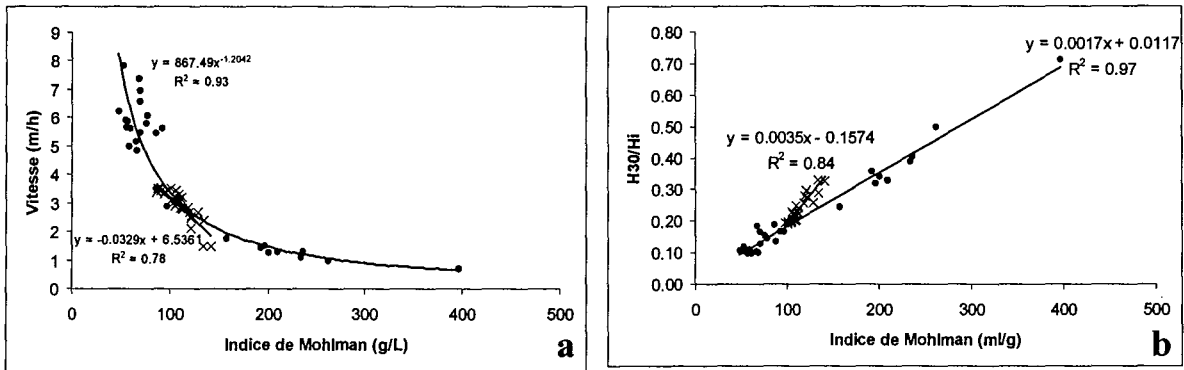 9
8
7
6
5
4
3
2
1
0
Vitesse (m/h)
y = 867.49x^-1.2042
R² = 0.93
y = -0.0329x + 6.5361
R² = 0.78
0 100 200 300 400 500
Indice de Mohlman (g/L)
a
0.80
0.70
0.60
0.50
0.40
0.30
0.20
0.10
0.00
H30/Hi
y = 0.0017x + 0.0117
R² = 0.97
y = 0.0035x - 0.1574
R² = 0.84
0 100 200 300 400 500
Indice de Mohlman (ml/g)
b